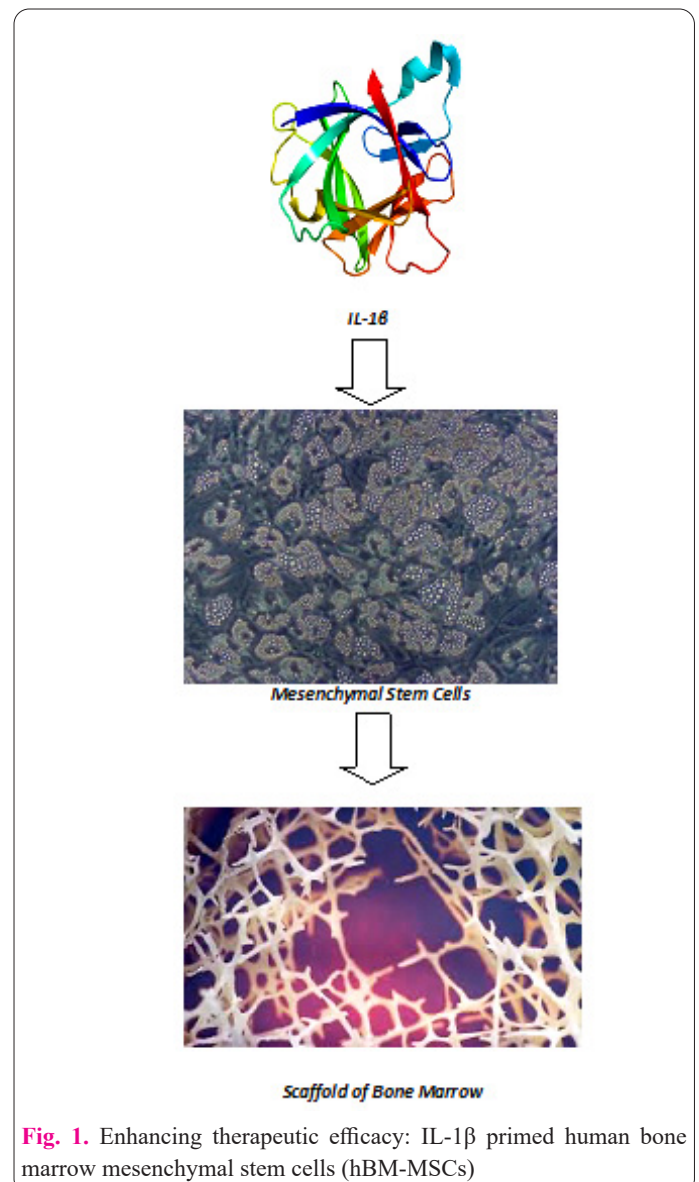 IL-1β
Mesenchymal Stem Cells
Scaffold of Bone Marrow
Fig. 1. Enhancing therapeutic efficacy: IL-1β primed human bone
marrow mesenchymal stem cells (hBM-MSCs)